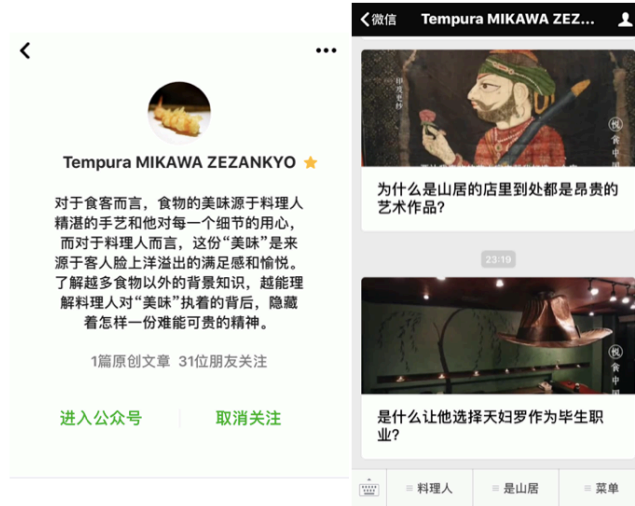 Tempura MIKAWA ZEZANKYO
对于食客而言，食物的美味源于料理人
精湛的手艺和他对每一个细节的用心，
而对于料理人而言，这份“美味”是来
源于客人脸上洋溢出的满足感和愉悦。
了解越多食物以外的背景知识，越能理
解料理人对“美味”执着的背后，隐藏
着怎样一份难能可贵的精神。
1篇原创文章 31位朋友关注
进入公众号
取消关注
微信
Tempura MIKAWA ZEZ...
悦食中国
为什么是山居的店里到处都是昂贵的
艺术作品?
23:19
悦食中国
是什么让他选择天妇罗作为毕生职
业?
料理人
是山居
菜单